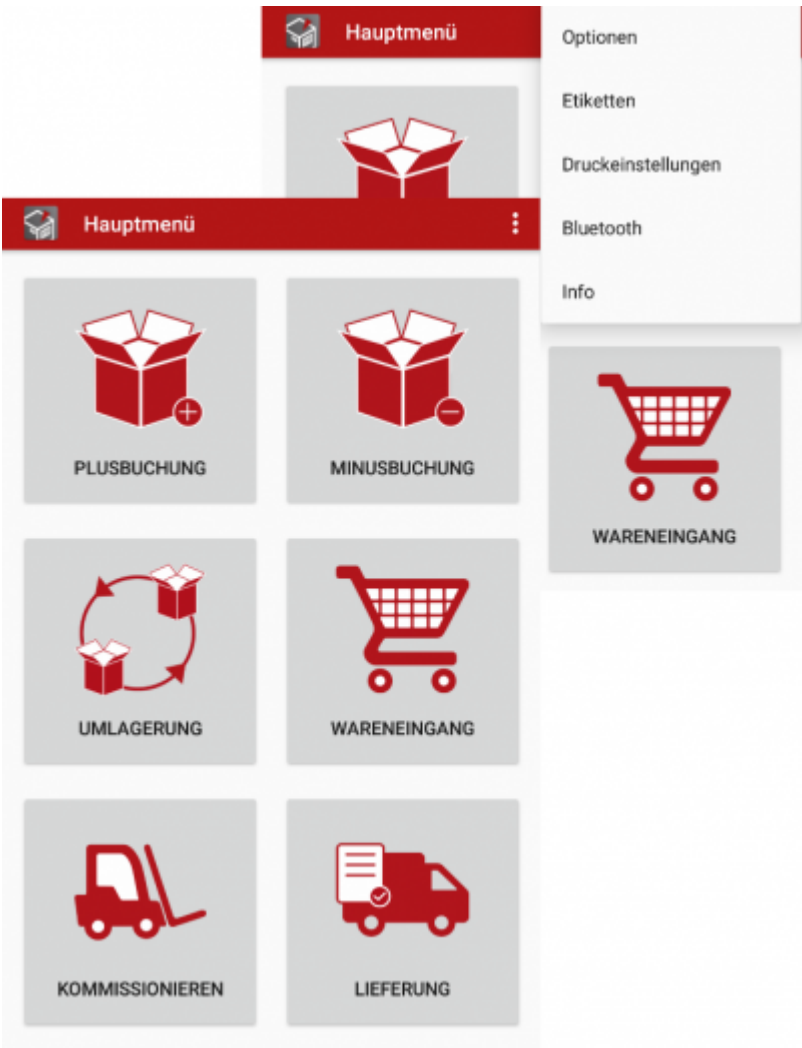 Hauptmenü
Optionen
Etiketten
Druckeinstellungen
Bluetooth
Info
WARENEINGANG
Hauptmenü
PLUSBUCHUNG
MINUSBUCHUNG
UMLAGERUNG
WARENEINGANG
KOMMISSIONIEREN
LIEFERUNG